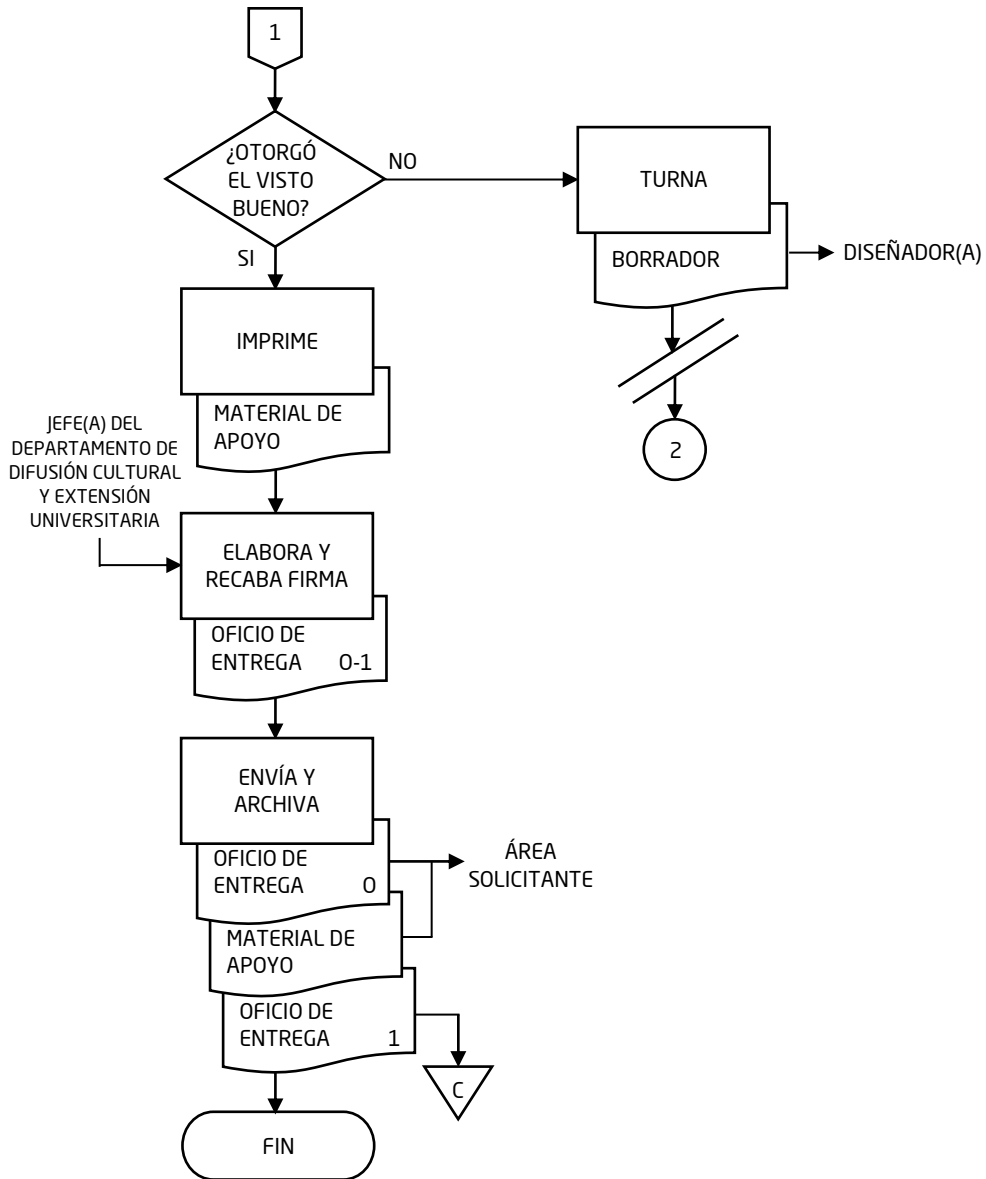 1
¿OTORGÓ
EL VISTO
BUENO?
NO
TURNA
BORRADOR
DISEÑADOR(A)
2
SI
IMPRIME
MATERIAL DE
APOYO
JEFE(A) DEL
DEPARTAMENTO DE
DIFUSIÓN CULTURAL
Y EXTENSIÓN
UNIVERSITARIA
ELABORA Y
RECABA FIRMA
OFICIO DE
ENTREGA 0-1
ENVÍA Y
ARCHIVA
OFICIO DE
ENTREGA 0
ÁREA
SOLICITANTE
MATERIAL DE
APOYO
OFICIO DE
ENTREGA 1
C
FIN